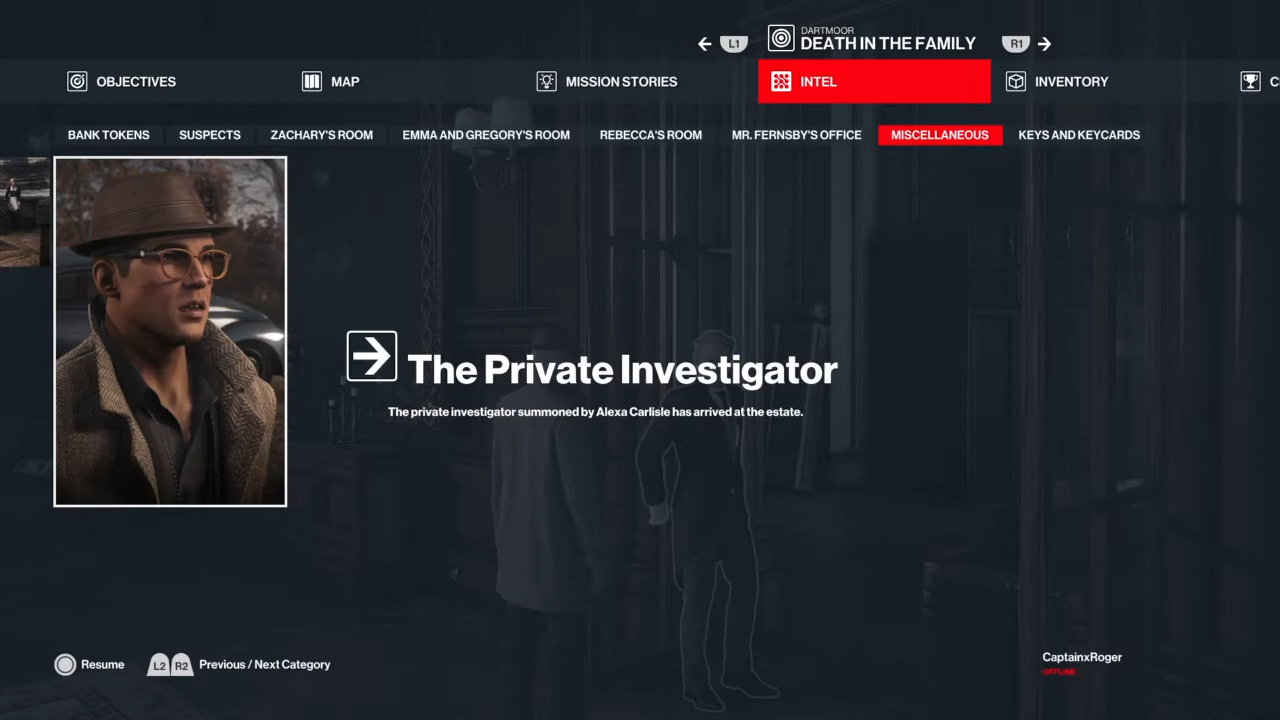 DARTMOOR
L1 DEATH IN THE FAMILY R1
OBJECTIVES MAP MISSION STORIES INTEL INVENTORY C
BANK TOKENS SUSPECTS ZACHARY'S ROOM EMMA AND GREGORY'S ROOM REBECCA'S ROOM MR. FERNSBY'S OFFICE MISCELLANEOUS KEYS AND KEYCARDS
The Private Investigator
The private investigator summoned by Alexa Carlisle has arrived at the estate.
Resume L2 R2 Previous / Next Category
CaptainxRoger
OFFLINE